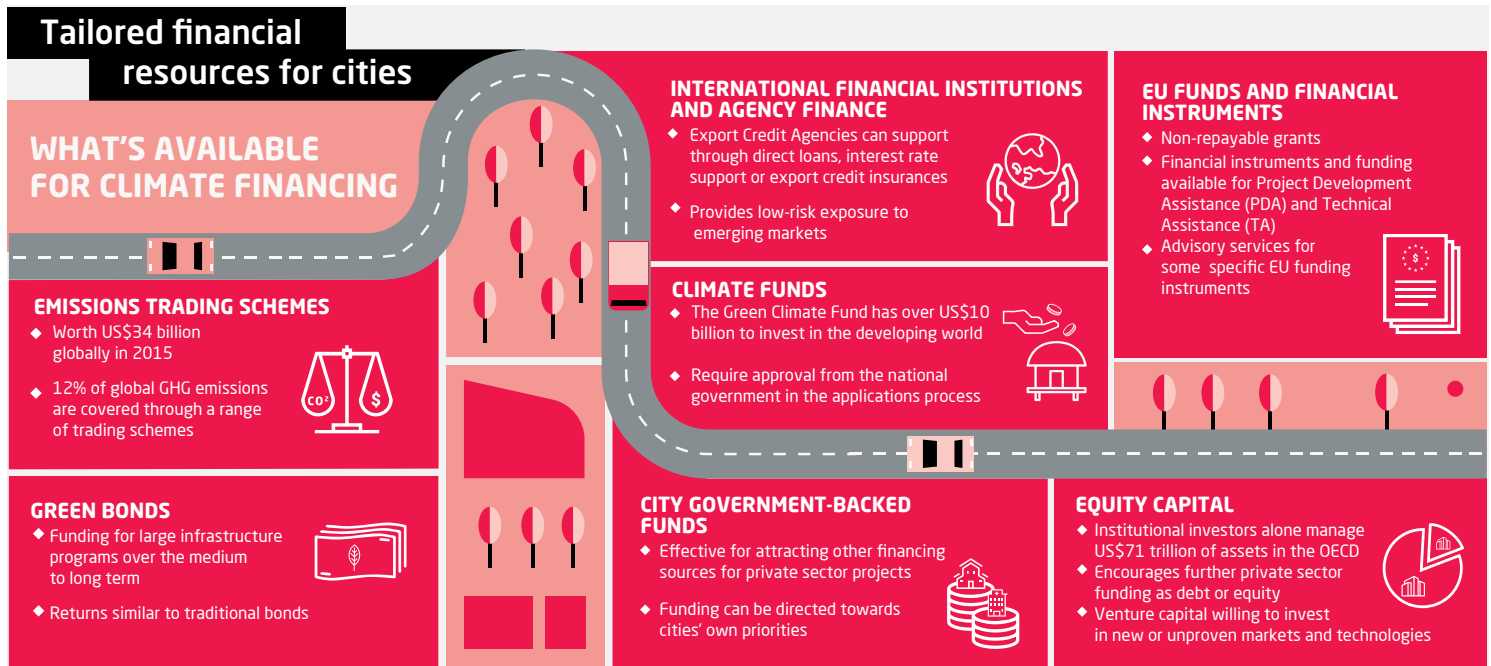 Tailored financial
resources for cities
WHAT'S AVAILABLE
FOR CLIMATE FINANCING
EMISSIONS TRADING SCHEMES
Worth US$34 billion
globally in 2015
12% of global GHG emissions
are covered through a range
of trading schemes
CO²
$
GREEN BONDS
Funding for large infrastructure
programs over the medium
to long term
Returns similar to traditional bonds
INTERNATIONAL FINANCIAL INSTITUTIONS
AND AGENCY FINANCE
Export Credit Agencies can support
through direct loans, interest rate
support or export credit insurances
Provides low-risk exposure to
emerging markets
CLIMATE FUNDS
The Green Climate Fund has over US$10
billion to invest in the developing world
Require approval from the national
government in the applications process
EU FUNDS AND FINANCIAL
INSTRUMENTS
Non-repayable grants
Financial instruments and funding
available for Project Development
Assistance (PDA) and Technical
Assistance (TA)
Advisory services for
some specific EU funding
instruments
$
CITY GOVERNMENT-BACKED
FUNDS
Effective for attracting other financing
sources for private sector projects
Funding can be directed towards
cities' own priorities
EQUITY CAPITAL
Institutional investors alone manage
US$71 trillion of assets in the OECD
Encourages further private sector
funding as debt or equity
Venture capital willing to invest
in new or unproven markets and technologies